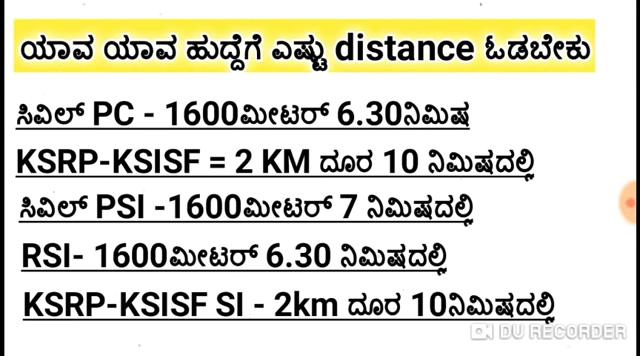 ಯಾವ ಯಾವ ಹುದ್ದೆಗೆ ಎಷ್ಟು distance ಓಡಬೇಕು
ಸಿವಿಲ್ PC - 1600ಮೀಟರ್ 6.30ನಿಮಿಷ
KSRP-KSISF = 2 KM ದೂರ 10 ನಿಮಿಷದಲ್ಲಿ
ಸಿವಿಲ್ PSI -1600ಮೀಟರ್ 7 ನಿಮಿಷದಲ್ಲಿ
RSI- 1600ಮೀಟರ್ 6.30 ನಿಮಿಷದಲ್ಲಿ
KSRP-KSISF SI - 2km ದೂರ 10ನಿಮಿಷದಲ್ಲಿ
DU RECORDER